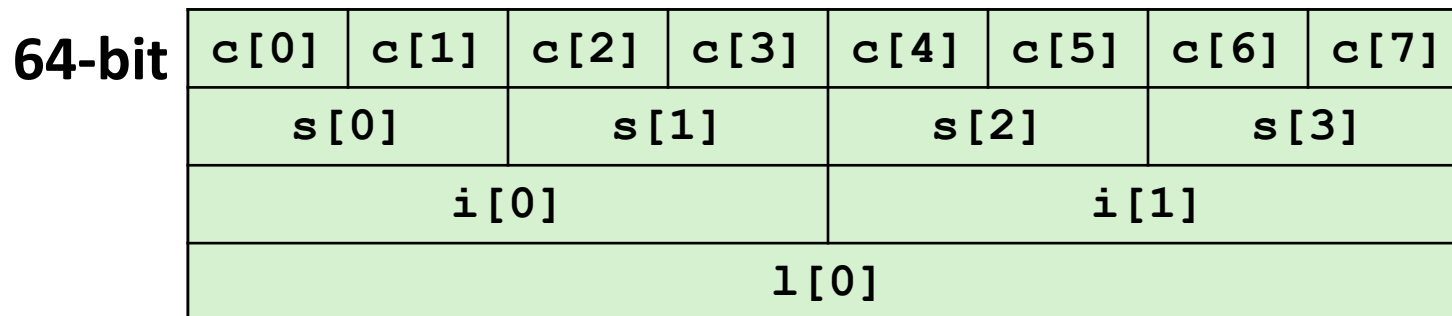 64-bit c[0] c[1] c[2] c[3] c[4] c[5] c[6] c[7]
s[0] s[1] s[2] s[3]
i[0] i[1]
l[0]